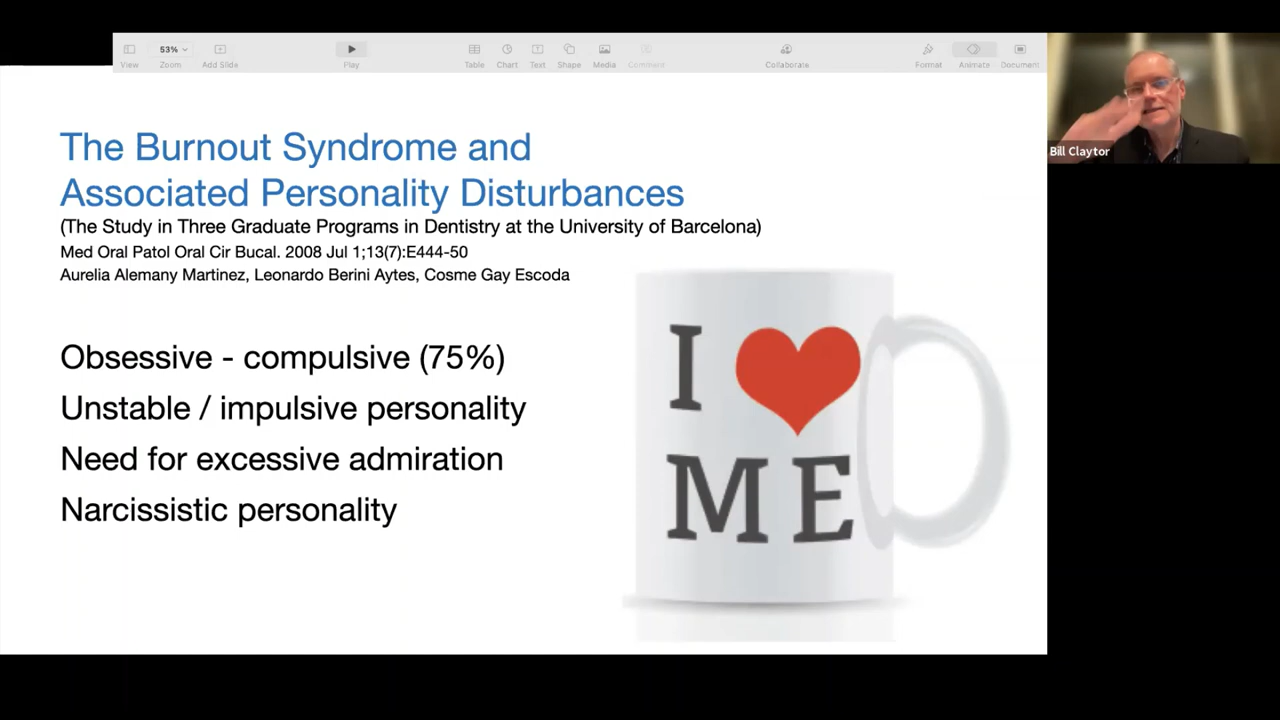 53%
View
Zoom
Add Slide
Play
Table
Chart
Text
Shape
Media
Comment
Collaborate
Format
Animate
Document
Bill Claytor
The Burnout Syndrome and
Associated Personality Disturbances
(The Study in Three Graduate Programs in Dentistry at the University of Barcelona)
Med Oral Patol Oral Cir Bucal. 2008 Jul 1;13(7):E444-50
Aurelia Alemany Martinez, Leonardo Berini Aytes, Cosme Gay Escoda
Obsessive - compulsive (75%)
Unstable / impulsive personality
Need for excessive admiration
Narcissistic personality
I
ME